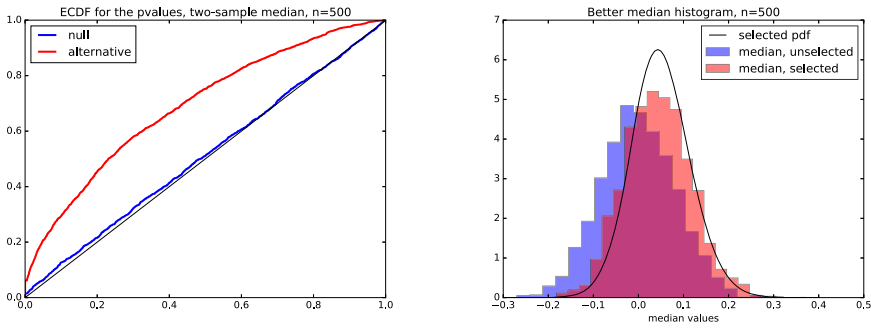 ECDF for the pvalues, two-sample median, n=500
null
alternative
1.0
0.8
0.6
0.4
0.2
0.0
0.0 0.2 0.4 0.6 0.8 1.0
Better median histogram, n=500
selected pdf
median, unselected
median, selected
7
6
5
4
3
2
1
0
−0.3 −0.2 −0.1 0.0 0.1 0.2 0.3 0.4 0.5
median values